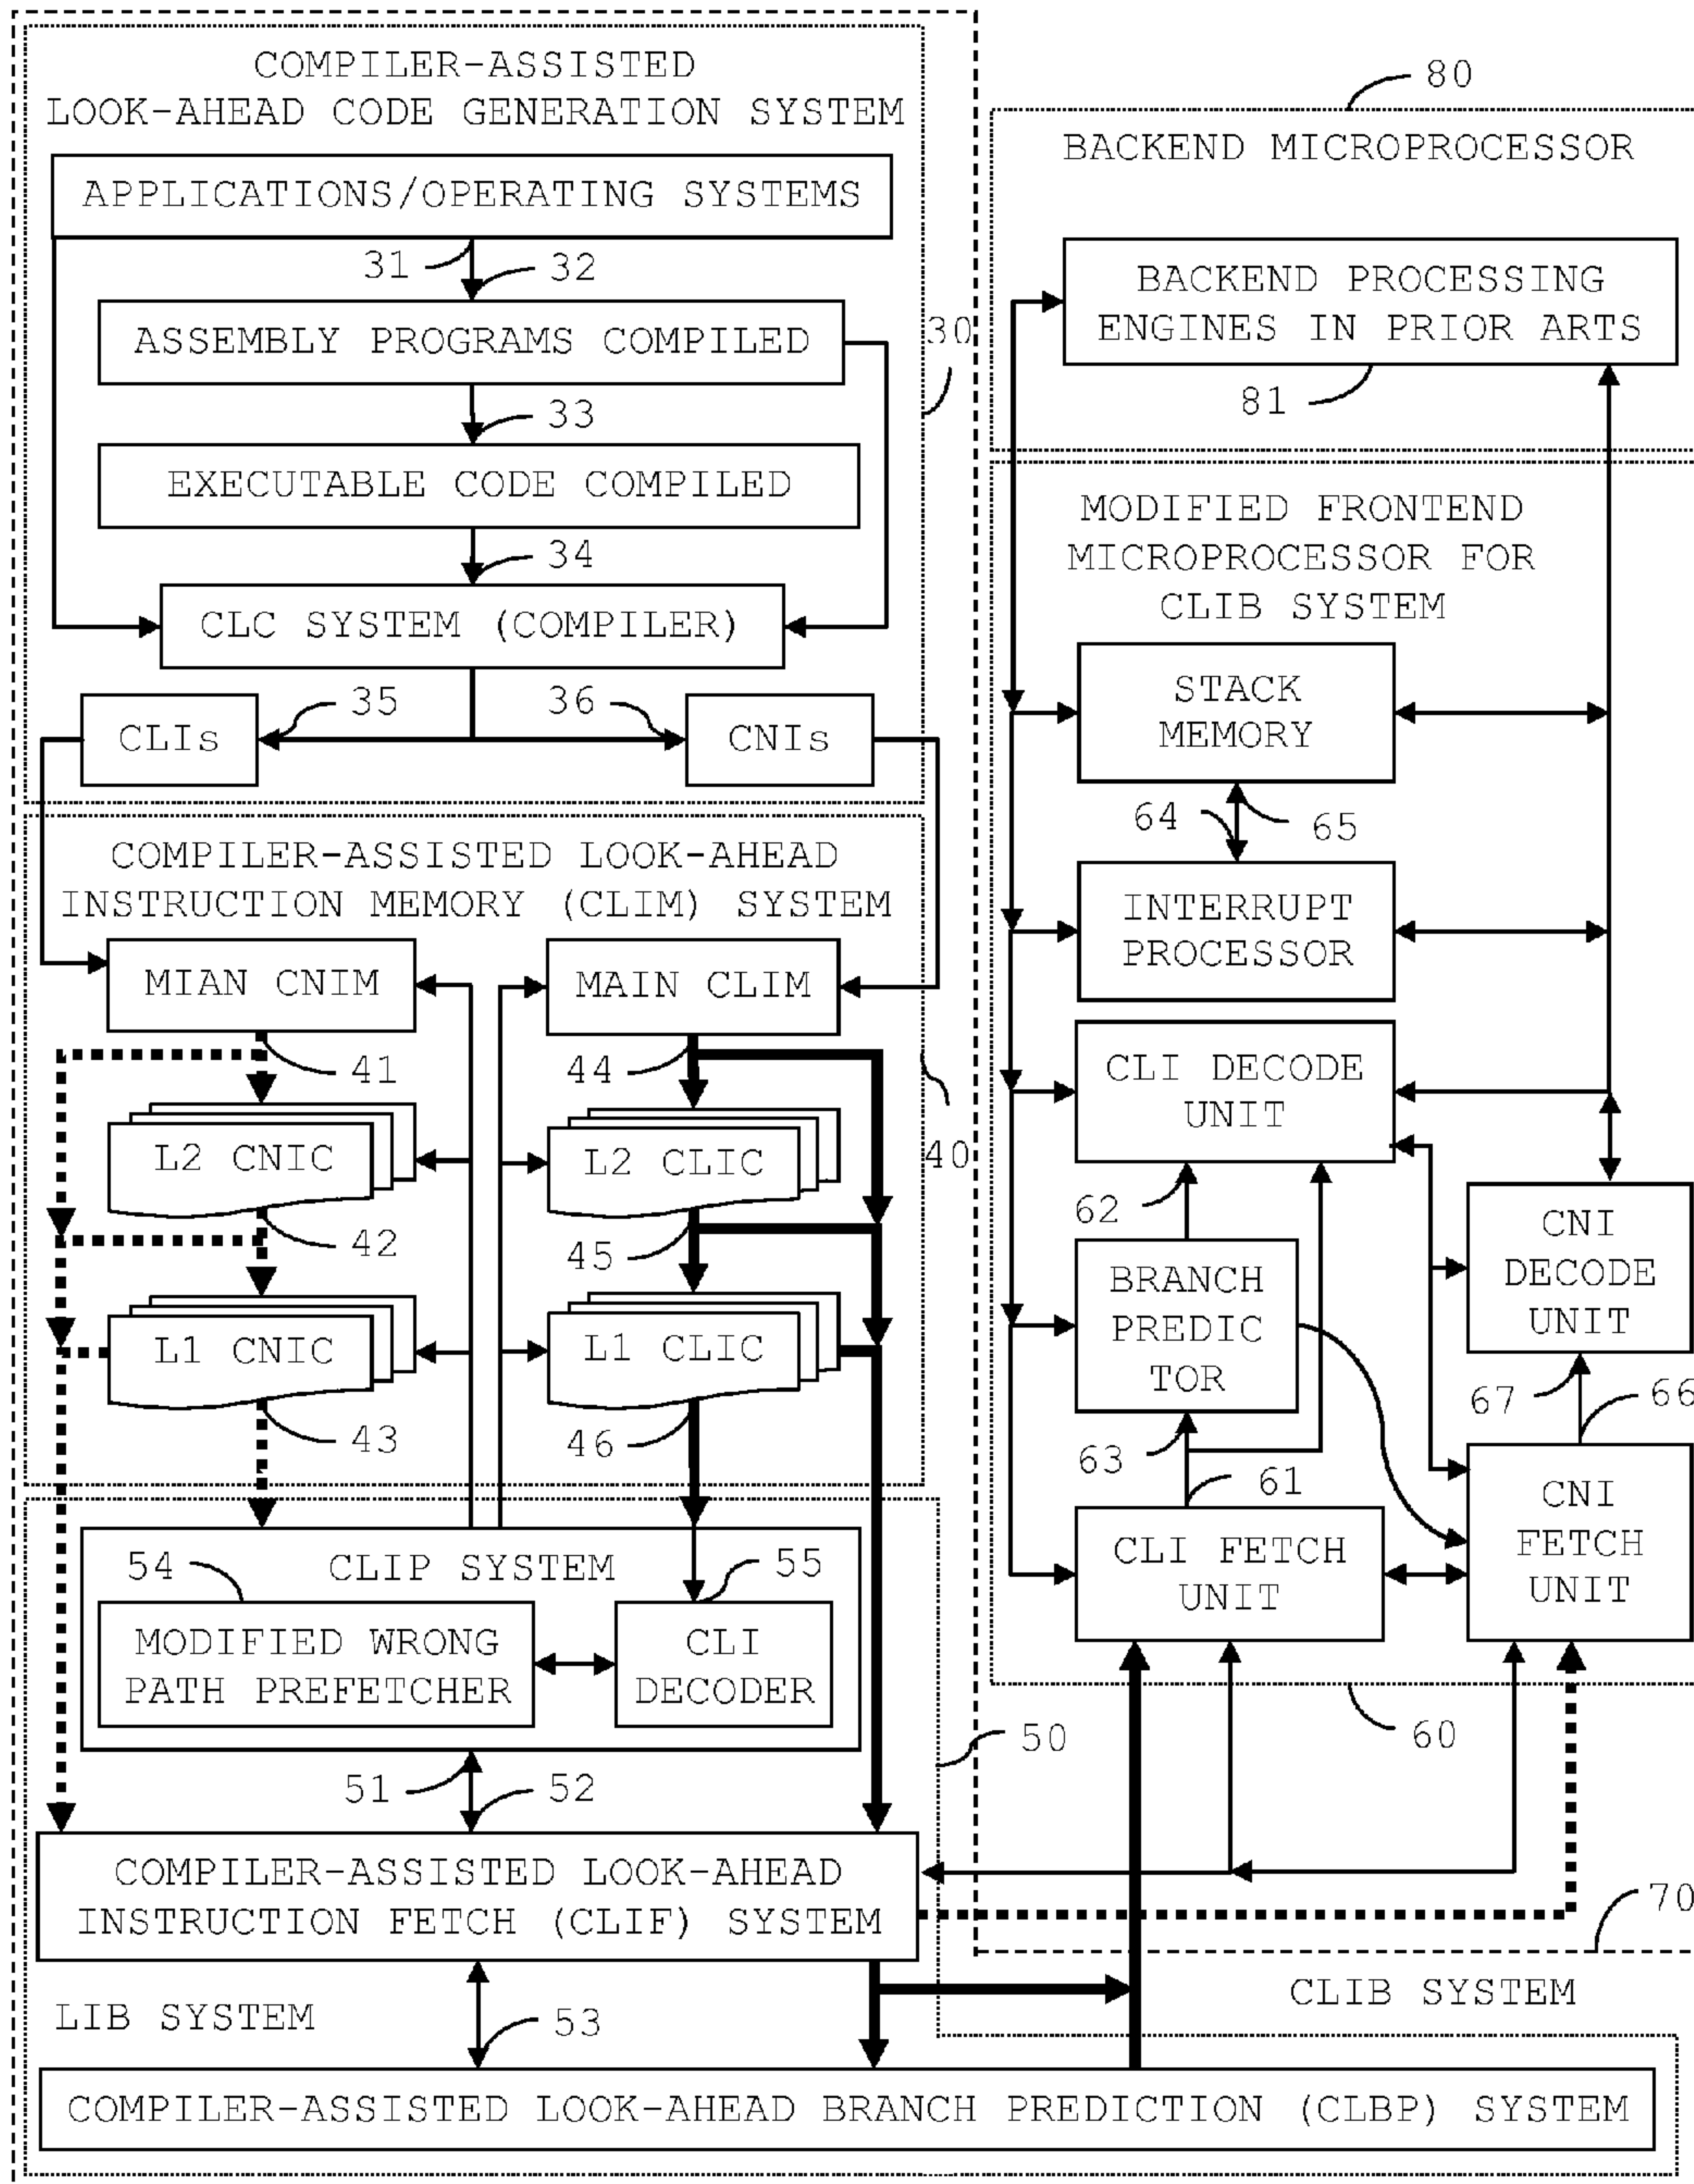 COMPILER-ASSISTED
LOOK-AHEAD CODE GENERATION SYSTEM
APPLICATIONS/OPERATING SYSTEMS
31
32
ASSEMBLY PROGRAMS COMPILED
30
33
EXECUTABLE CODE COMPILED
34
CLC SYSTEM (COMPILER)
35
36
CLIs
CNIs
COMPILER-ASSISTED LOOK-AHEAD
INSTRUCTION MEMORY (CLIM) SYSTEM
MIAN CNIM
MAIN CLIM
41
44
40
L2 CNIC
L2 CLIC
42
45
L1 CNIC
L1 CLIC
43
46
CLIP SYSTEM
54
55
MODIFIED WRONG
PATH PREFETCHER
CLI
DECODER
50
51
52
COMPILER-ASSISTED LOOK-AHEAD
INSTRUCTION FETCH (CLIF) SYSTEM
LIB SYSTEM
53
COMPILER-ASSISTED LOOK-AHEAD BRANCH PREDICTION (CLBP) SYSTEM
80
BACKEND MICROPROCESSOR
BACKEND PROCESSING
ENGINES IN PRIOR ARTS
81
MODIFIED FRONTEND
MICROPROCESSOR FOR
CLIB SYSTEM
STACK
MEMORY
64
65
INTERRUPT
PROCESSOR
CLI DECODE
UNIT
62
CNI
DECODE
UNIT
BRANCH
PREDIC
TOR
67
66
63
61
CLI FETCH
UNIT
CNI
FETCH
UNIT
60
70
CLIB SYSTEM